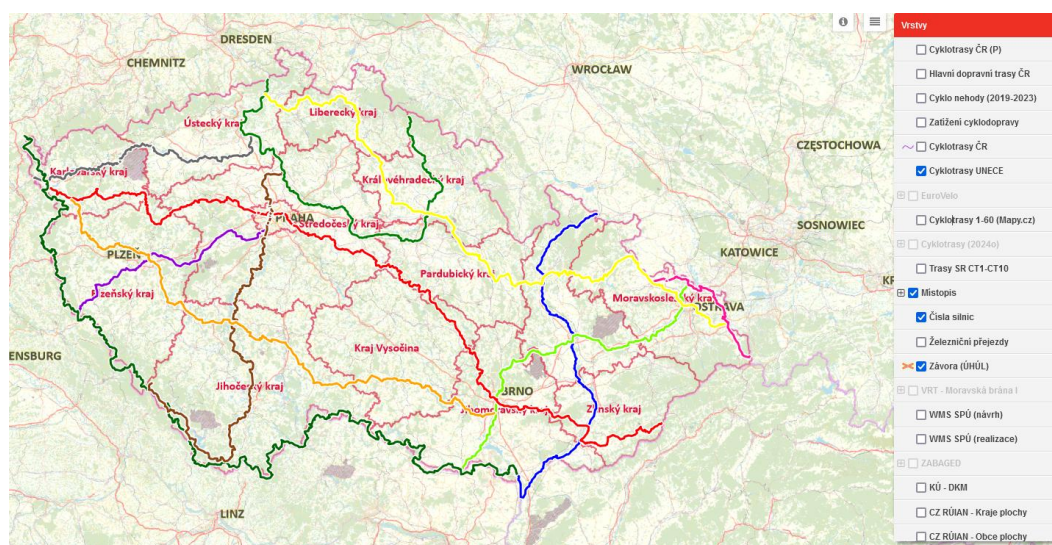 DRESDEN
CHEMNITZ
WROCŁAW
Liberecký kraj
Ústecký kraj
CZĘSTOCHOWA
Karlovarský kraj
Královéhradecký kraj
PRAHA
Středočeský kraj
SOSNOWIEC
PLZEŇ
KATOWICE
Pardubický kraj
Plzeňský kraj
Moravskoslezský kraj
OSTRAVA
Kraj Vysočina
ENSBURG
Jihočeský kraj
BRNO
Jihomoravský kraj
Zlínský kraj
LINZ
Vrstvy
Cyklotrasy ČR (P)
Hlavní dopravní trasy ČR
Cyklo nehody (2019-2023)
Zatížení cyklodopravy
Cyklotrasy ČR
Cyklotrasy UNECE
EuroVelo
Cyklotrasy 1-60 (Mapy.cz)
Cyklotrasy (2024o)
Trasy SR CT1-CT10
Místopis
Čísla silnic
Železniční přejezdy
Závora (ÚHÚL)
VRT - Moravská brána I
WMS SPÚ (návrh)
WMS SPÚ (realizace)
ZABAGED
KÚ - DKM
CZ RÚIAN - Kraje plochy
CZ RÚIAN - Obce plochy